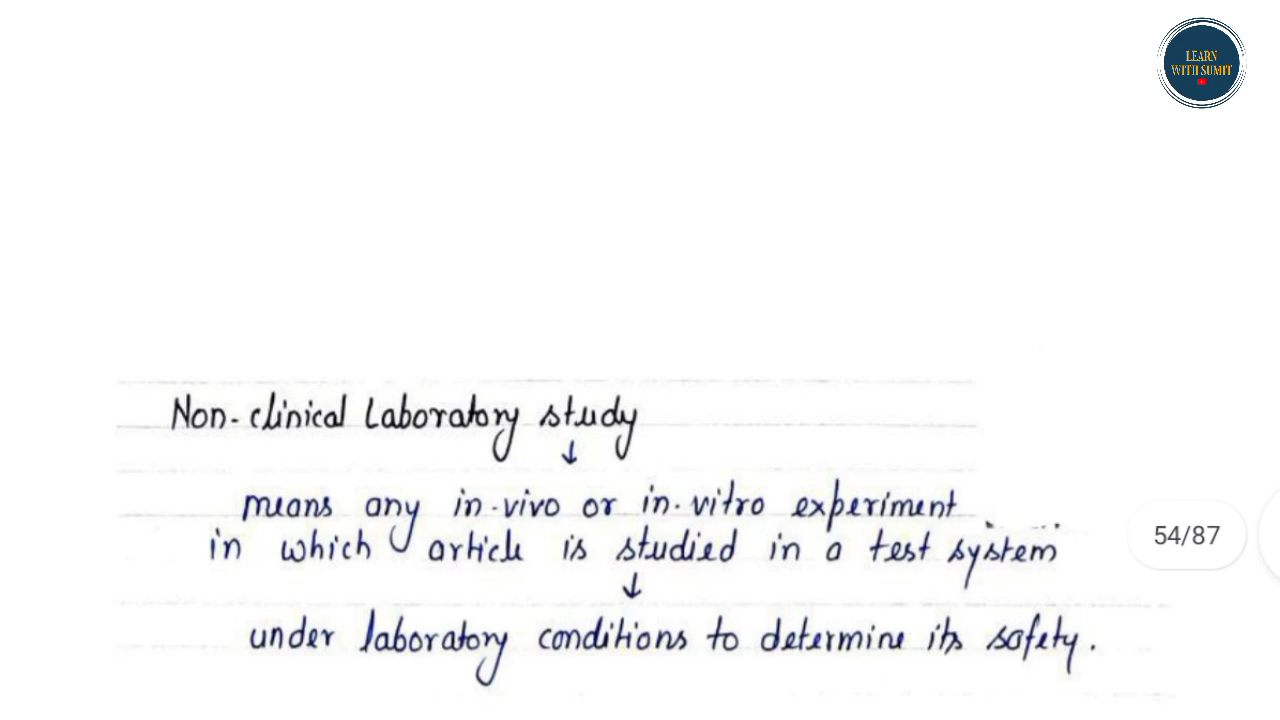 LEARN
WITH SUMIT
Non-clinical Laboratory study
↓
means any in-vivo or in-vitro experiment
in which article is studied in a test system
↓
under laboratory conditions to determine its safety.
54/87